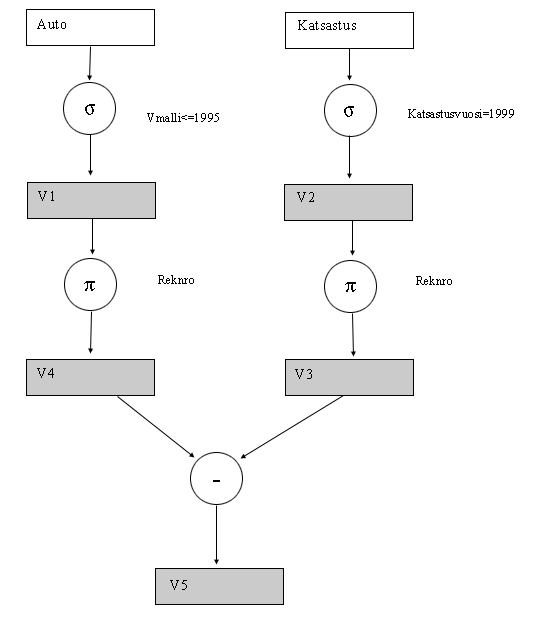 Auto
Katsastus
σ
Vmalli<=1995
σ
Katsastusvuosi=1999
V1
V2
π
Reknro
π
Reknro
V4
V3
-
V5